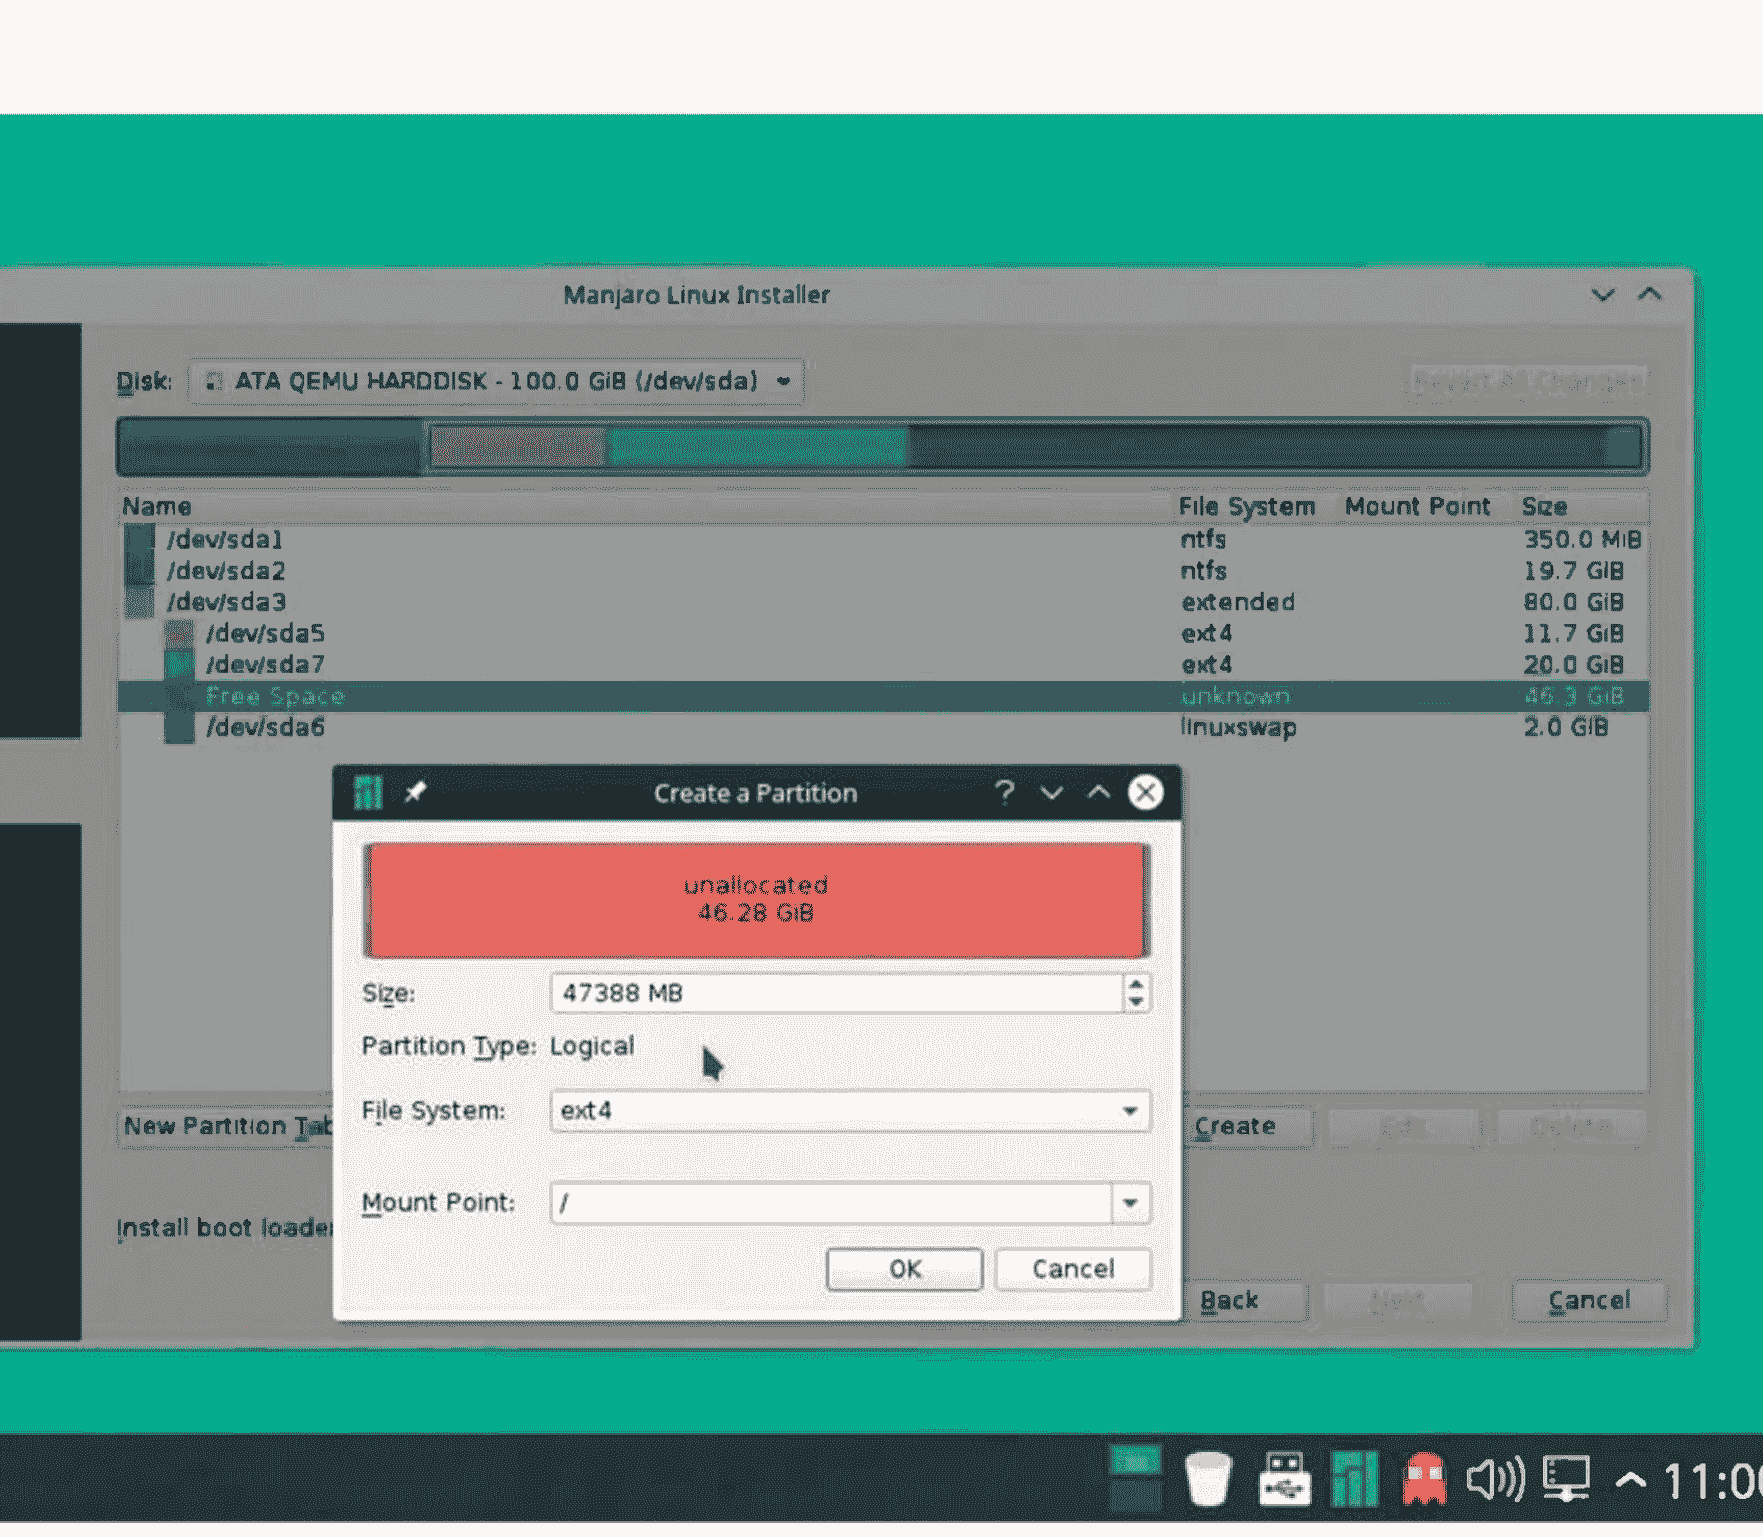 Manjaro Linux Installer
Disk: ATA QEMU HARDDISK - 100.0 GiB (/dev/sda)
Name File System Mount Point Size
/dev/sda1 ntfs 350.0 MiB
/dev/sda2 ntfs 19.7 GiB
/dev/sda3 extended 80.0 GiB
/dev/sda5 ext4 11.7 GiB
/dev/sda7 ext4 20.0 GiB
Free Space unknown 46.3 GiB
/dev/sda6 linuxswap 2.0 GiB
Create a Partition
unallocated
46.28 GiB
Size: 47388 MB
Partition Type: Logical
File System: ext4
Mount Point: /
OK Cancel
New Partition Tab Create
Install boot loader
Back Next Cancel
11:0